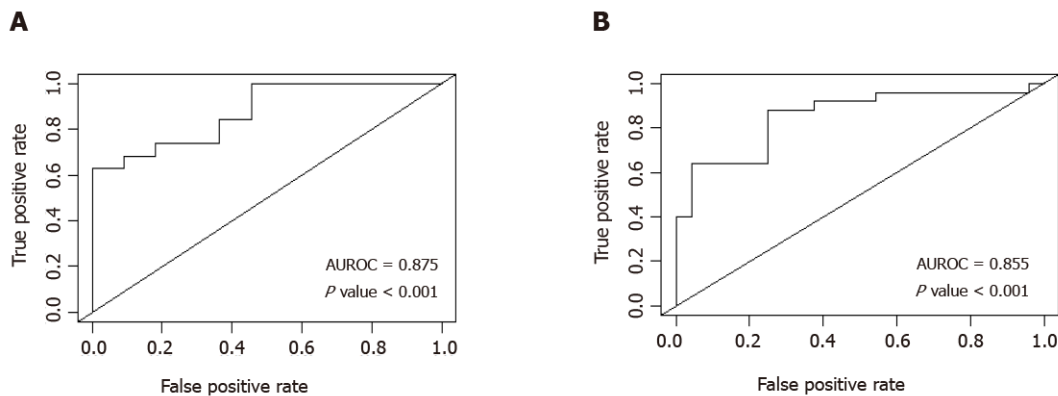 A
1.0
0.8
0.6
0.4
0.2
0.0
True positive rate
AUROC = 0.875
P value < 0.001
0.0 0.2 0.4 0.6 0.8 1.0
False positive rate
B
1.0
0.8
0.6
0.4
0.2
0.0
True positive rate
AUROC = 0.855
P value < 0.001
0.0 0.2 0.4 0.6 0.8 1.0
False positive rate